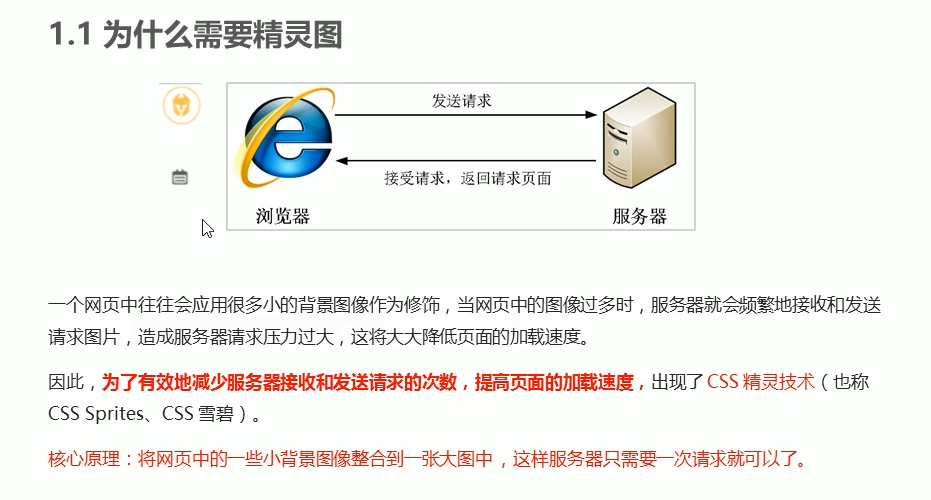 1.1 为什么需要精灵图
发送请求
接受请求，返回请求页面
浏览器
服务器
一个网页中往往会应用很多小的背景图像作为修饰，当网页中的图像过多时，服务器就会频繁地接收和发送
请求图片，造成服务器请求压力过大，这将大大降低页面的加载速度。
因此，为了有效地减少服务器接收和发送请求的次数，提高页面的加载速度，出现了 CSS 精灵技术（也称
CSS Sprites、CSS 雪碧）。
核心原理：将网页中的一些小背景图像整合到一张大图中 ，这样服务器只需要一次请求就可以了。